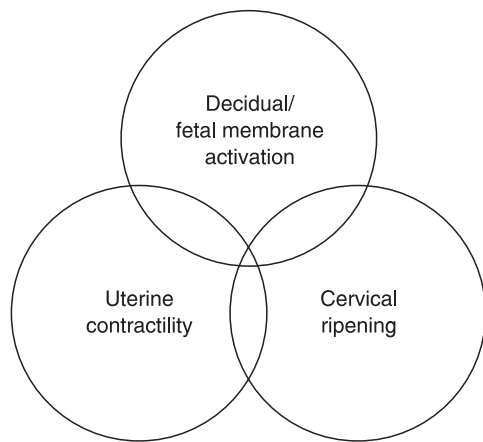 Decidual/
fetal membrane
activation
Uterine
contractility
Cervical
ripening